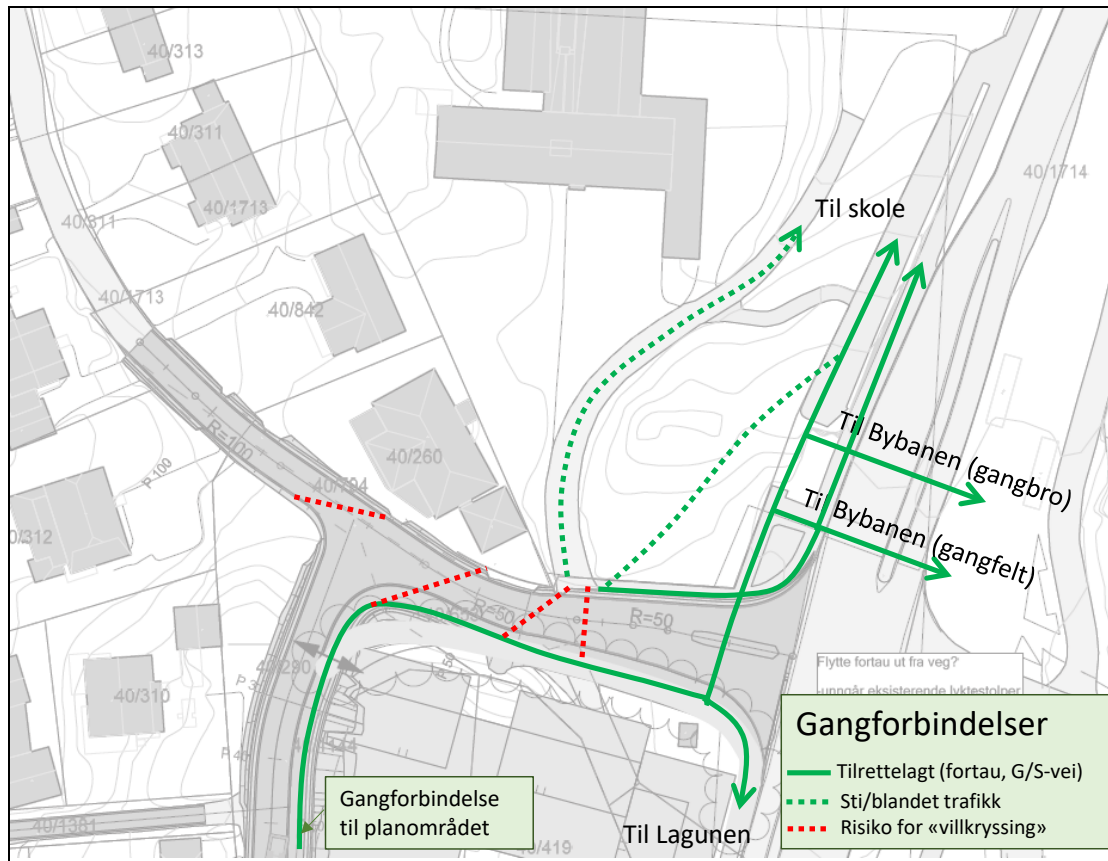 40/313
40/311
40/1714
40/1713
40/311
Til skole
40/1713
40/842
R=100
P 100
40/260
Til Bybanen (gangbro)
Til Bybanen (gangfelt)
0/312
R=50
R=50
40/290
40/310
P 40
Flytte fortau ut fra veg?
-unngår eksisterende lyktestolper
Gangforbindelser
Tilrettelagt (fortau, G/S-vei)
Sti/blandet trafikk
Risiko for «villkryssing»
Gangforbindelse
til planområdet
Til Lagunen
40/1381
40/419